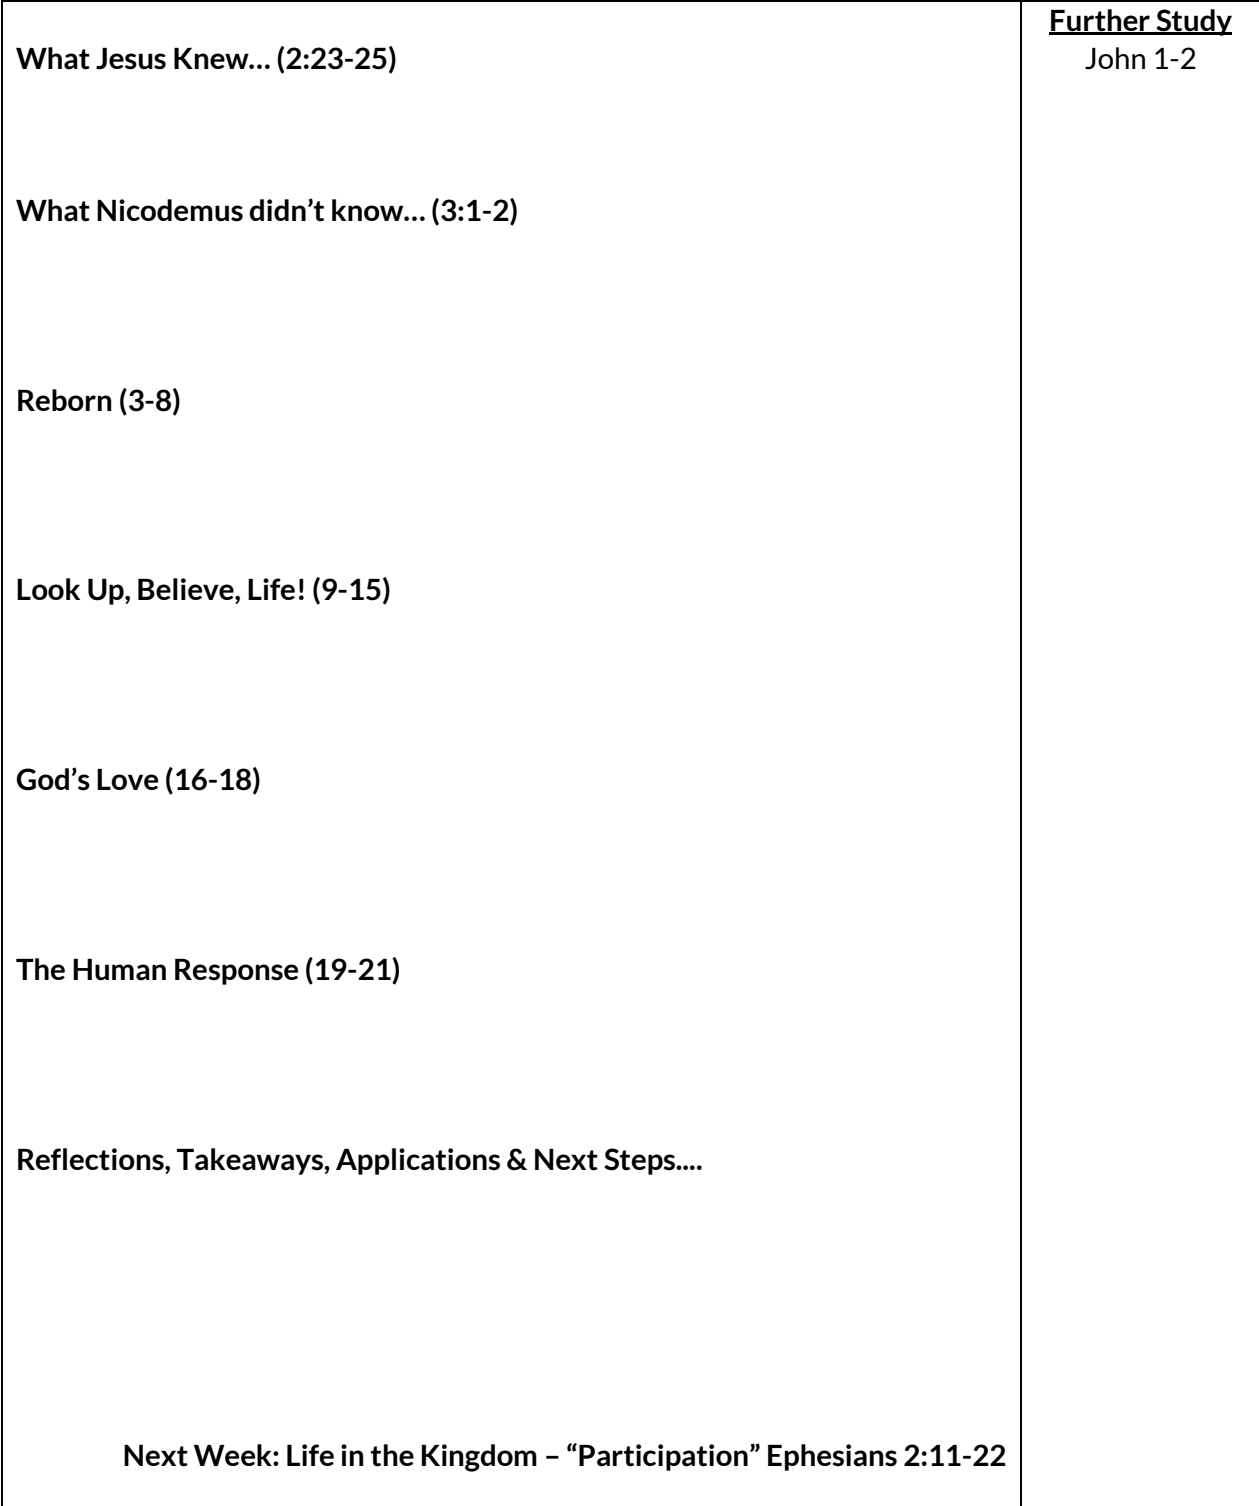 What Jesus Knew… (2:23-25)
What Nicodemus didn’t know… (3:1-2)
Reborn (3-8)
Look Up, Believe, Life! (9-15)
God’s Love (16-18)
The Human Response (19-21)
Reflections, Takeaways, Applications & Next Steps....
Next Week: Life in the Kingdom – “Participation” Ephesians 2:11-22
Further Study
John 1-2